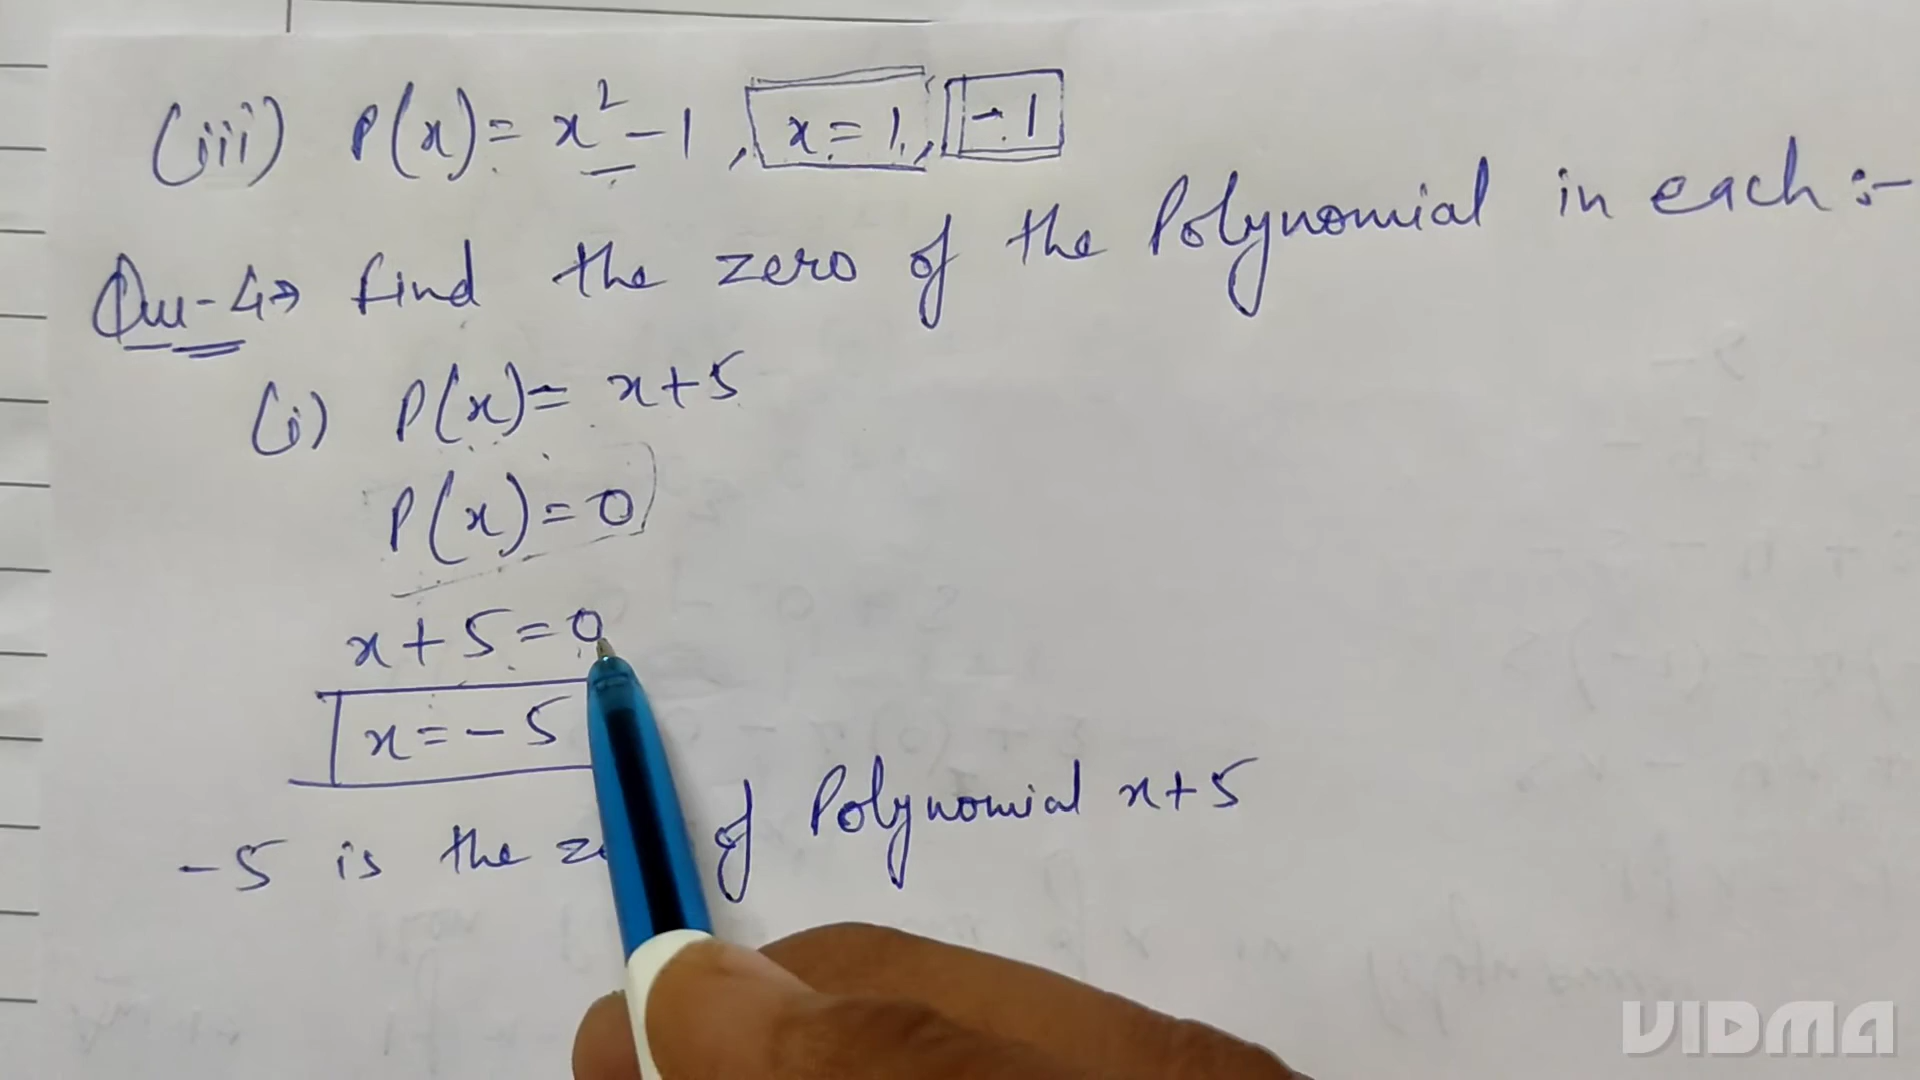 (iii) P(x) = x² - 1, x = 1, -1
Qu-4→ find the zero of the Polynomial in each :-
(i) P(x) = x + 5
P(x) = 0
x + 5 = 0
x = - 5
-5 is the of Polynomial x + 5
VIDMA